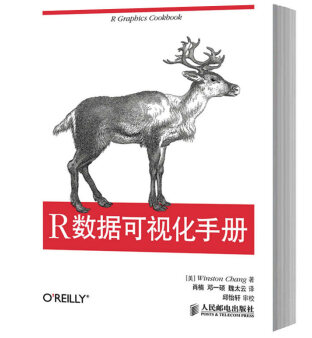 R Graphics Cookbook
R数据可视化手册
[美] Winston Chang 著
肖楠 邓一硕 魏太云 译
邱怡轩 审校
O'REILLY®
人民邮电出版社
POSTS & TELECOM PRESS